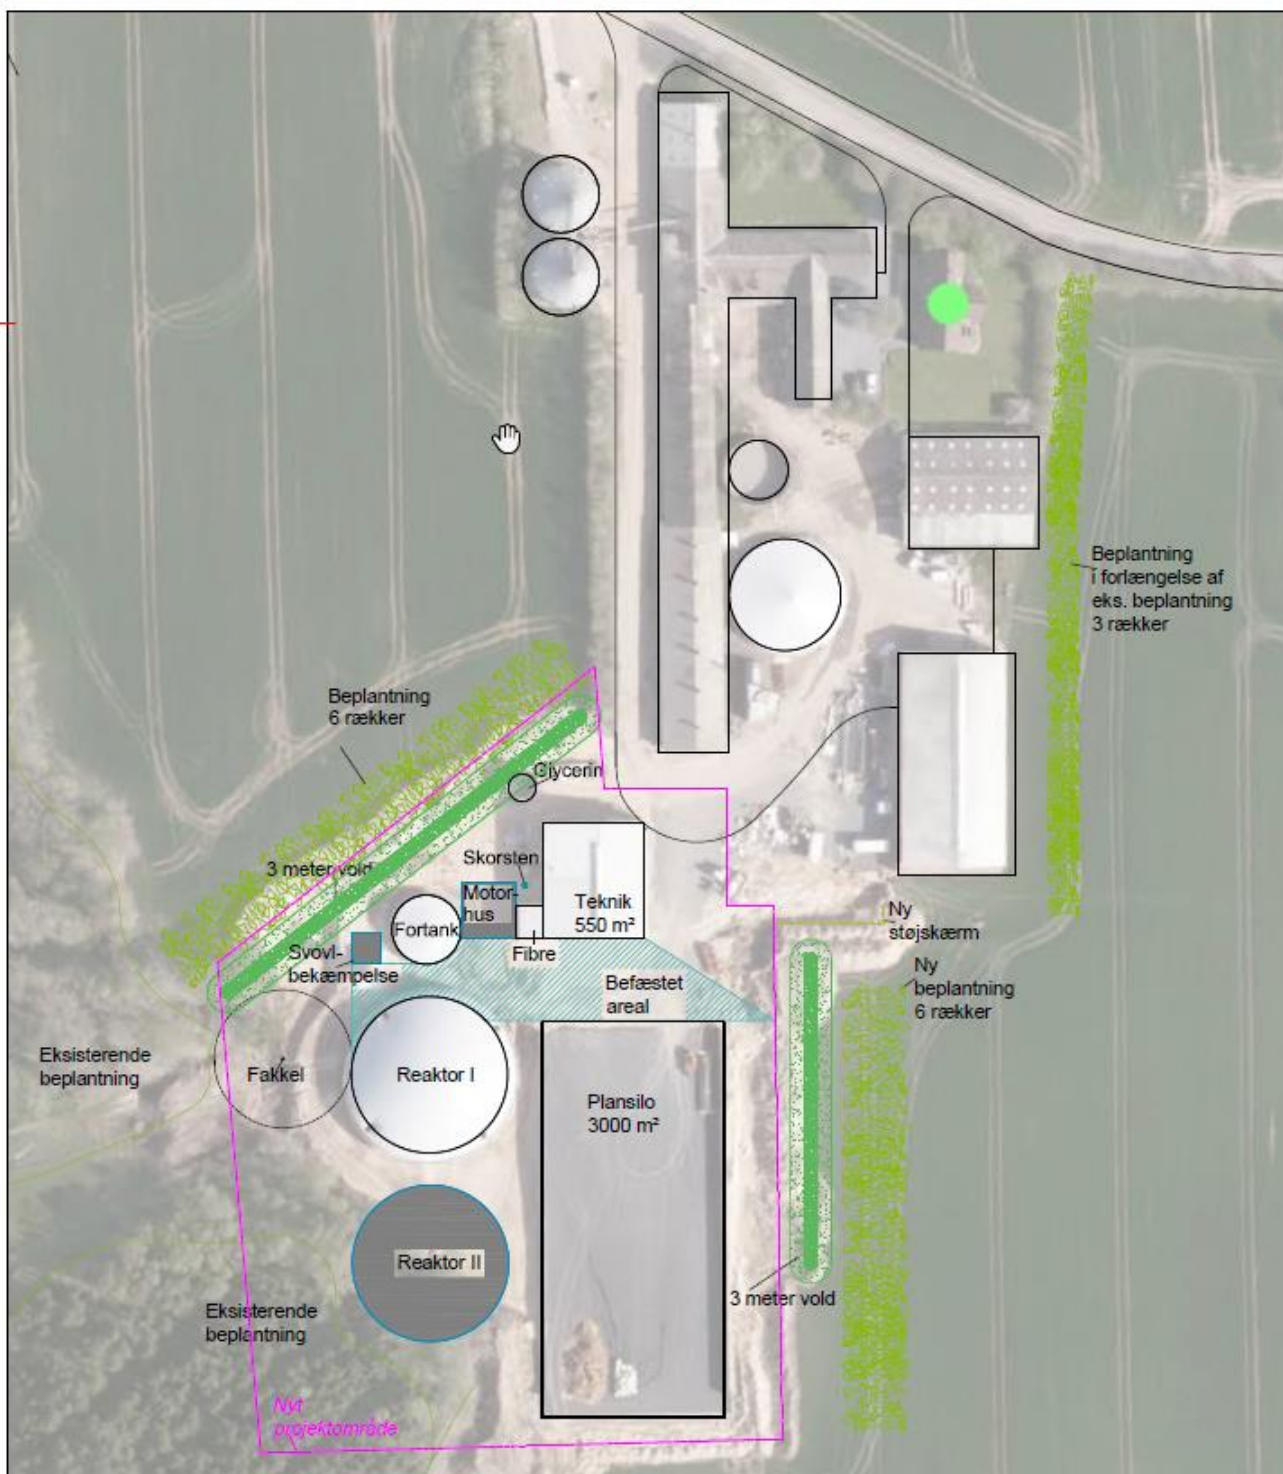 Beplantning
i forlængelse af
eks. beplantning
3 rækker
Beplantning
6 rækker
Glycerin
3 meter vold
Skorsten
Motor-
hus
Teknik
550 m²
Fortank
Fibre
Svovl-
bekæmpelse
Ny
støjskærm
Befæstet
areal
Ny
beplantning
6 rækker
Eksisterende
beplantning
Fakkel
Reaktor I
Plansilo
3000 m²
Reaktor II
3 meter vold
Eksisterende
beplantning
Nyt
projektområde